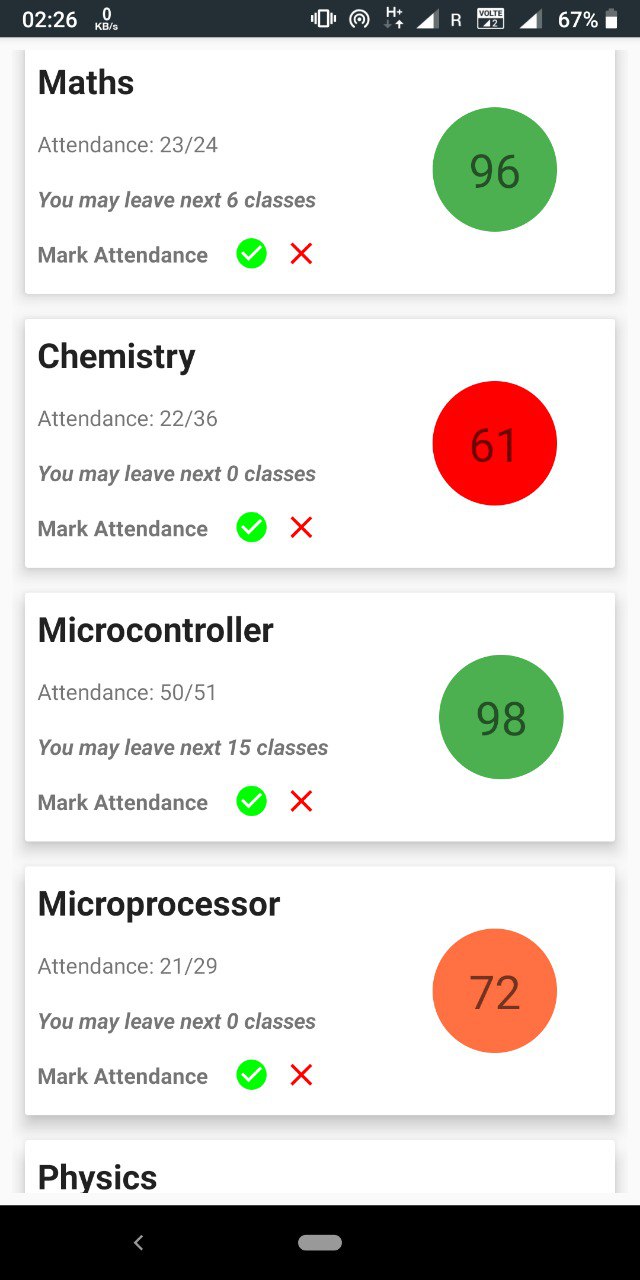 02:26 0 KB/s H+ R VOLTE 2 67%
Maths
Attendance: 23/24
96
You may leave next 6 classes
Mark Attendance
Chemistry
Attendance: 22/36
61
You may leave next 0 classes
Mark Attendance
Microcontroller
Attendance: 50/51
98
You may leave next 15 classes
Mark Attendance
Microprocessor
Attendance: 21/29
72
You may leave next 0 classes
Mark Attendance
Physics